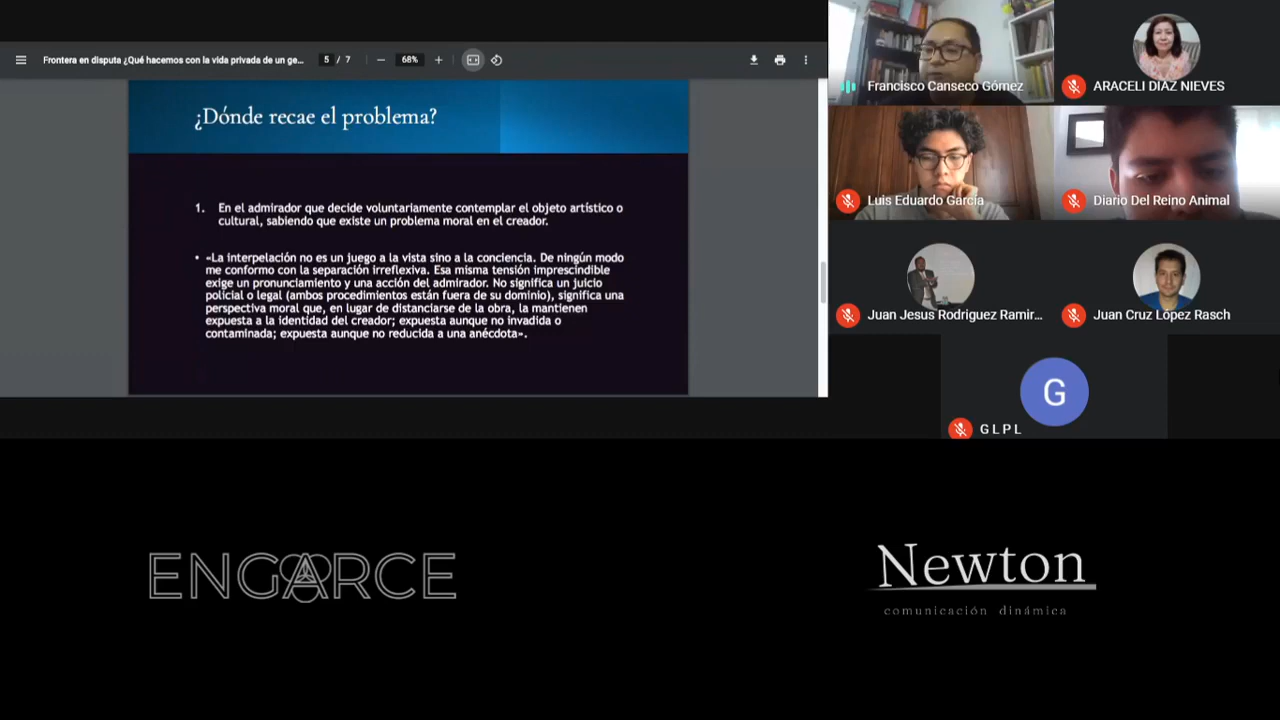 Frontera en disputa ¿Qué hacemos con la vida privada de un ge...
5 / 7
68%
¿Dónde recae el problema?
1. En el admirador que decide voluntariamente contemplar el objeto artístico o
cultural, sabiendo que existe un problema moral en el creador.
• «La interpelación no es un juego a la vista sino a la conciencia. De ningún modo
me conformo con la separación irreflexiva. Esa misma tensión imprescindible
exige un pronunciamiento y una acción del admirador. No significa un juicio
policial o legal (ambos procedimientos están fuera de su dominio), significa una
perspectiva moral que, en lugar de distanciarse de la obra, la mantienen
expuesta a la identidad del creador; expuesta aunque no invadida o
contaminada; expuesta aunque no reducida a una anécdota».
Francisco Canseco Gómez
ARACELI DIAZ NIEVES
Luis Eduardo García
Diario Del Reino Animal
Juan Jesus Rodriguez Ramir...
Juan Cruz López Rasch
G
G L P L
ENGARCE
Newton
comunicación dinámica